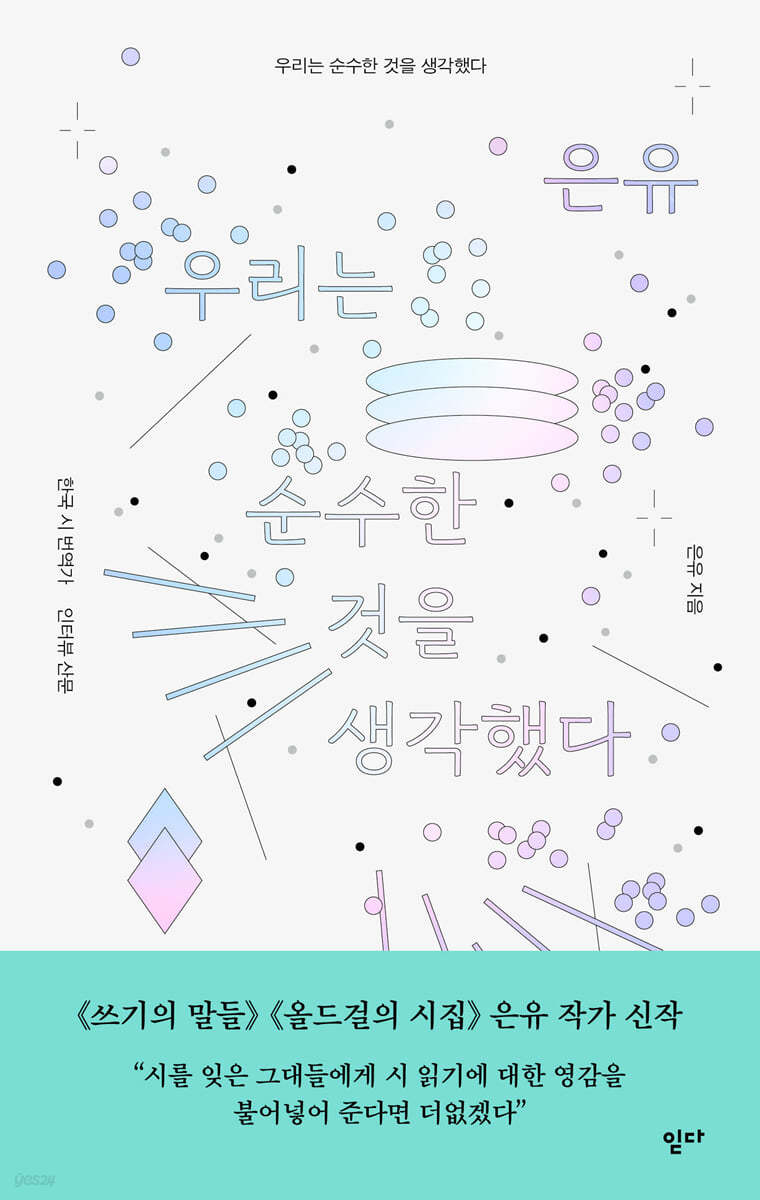 우리는 순수한 것을 생각했다
은유
우리는
순수한
것을
생각했다
한국 시 번역가 인터뷰 산문
은유 지음
《쓰기의 말들》 《올드걸의 시집》 은유 작가 신작
“시를 잊은 그대들에게 시 읽기에 대한 영감을
불어넣어 준다면 더없겠다”
읻다
yes24